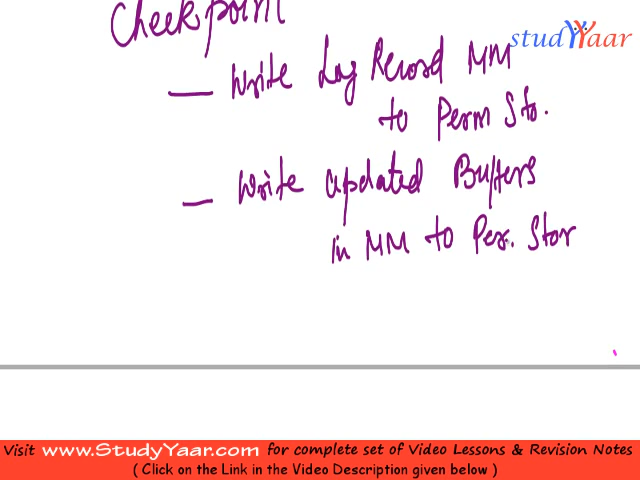 Checkpoint
studYYaar
— Write Log Record MM
to Perm Sto.
— Write updated Buffers
in MM to Per. Stor
Visit www.StudyYaar.com for complete set of Video Lessons & Revision Notes
( Click on the Link in the Video Description given below )